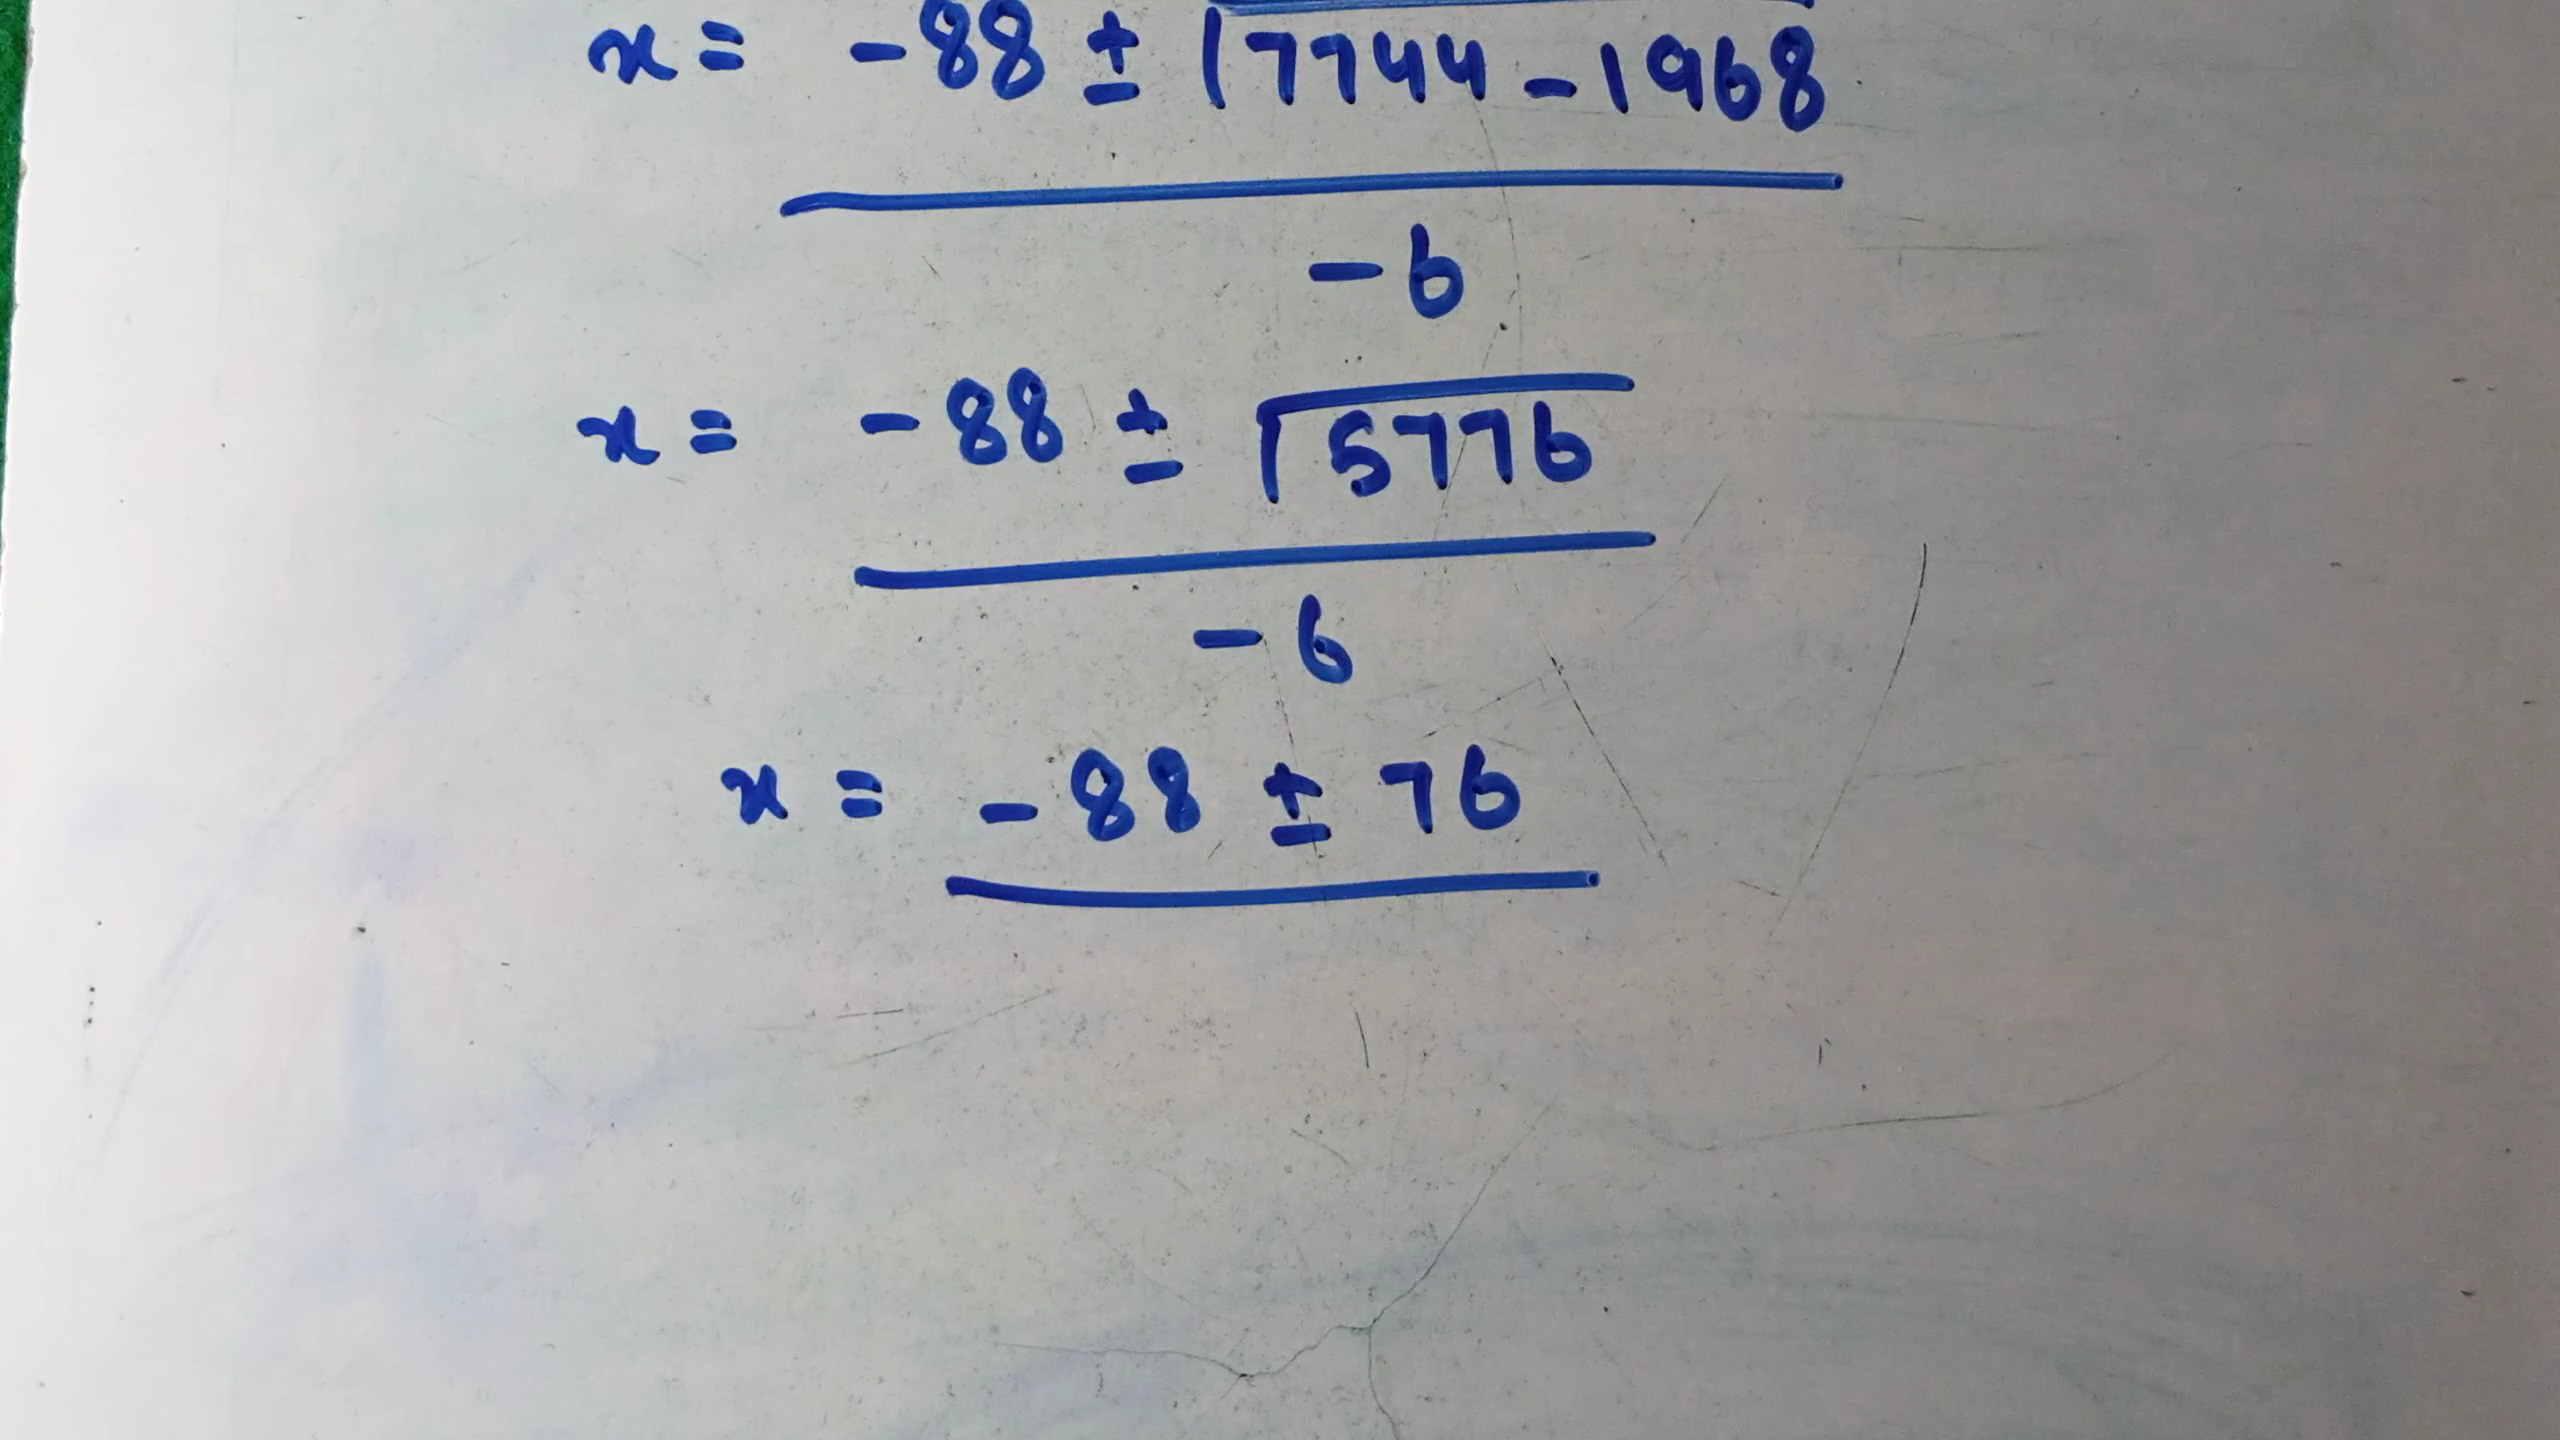 x = -88 ± √7744 - 1968
-6
x = -88 ± √5776
-6
x = -88 ± 76